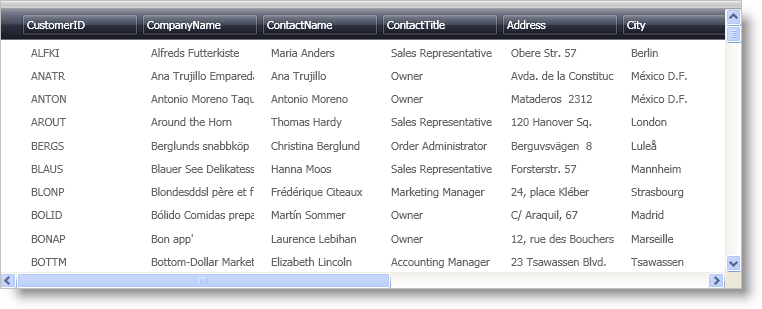 CustomerID CompanyName ContactName ContactTitle Address City
ALFKI Alfreds Futterkiste Maria Anders Sales Representative Obere Str. 57 Berlin
ANATR Ana Trujillo Empareda Ana Trujillo Owner Avda. de la Constituc México D.F.
ANTON Antonio Moreno Taqu Antonio Moreno Owner Mataderos 2312 México D.F.
AROUT Around the Horn Thomas Hardy Sales Representative 120 Hanover Sq. London
BERGS Berglunds snabbköp Christina Berglund Order Administrator Berguvsvägen 8 Luleå
BLAUS Blauer See Delikatess Hanna Moos Sales Representative Forsterstr. 57 Mannheim
BLONP Blondesddsl père et f Frédérique Citeaux Marketing Manager 24, place Kléber Strasbourg
BOLID Bólido Comidas prepa Martín Sommer Owner C/ Araquil, 67 Madrid
BONAP Bon app' Laurence Lebihan Owner 12, rue des Bouchers Marseille
BOTTM Bottom-Dollar Market Elizabeth Lincoln Accounting Manager 23 Tsawassen Blvd. Tsawassen